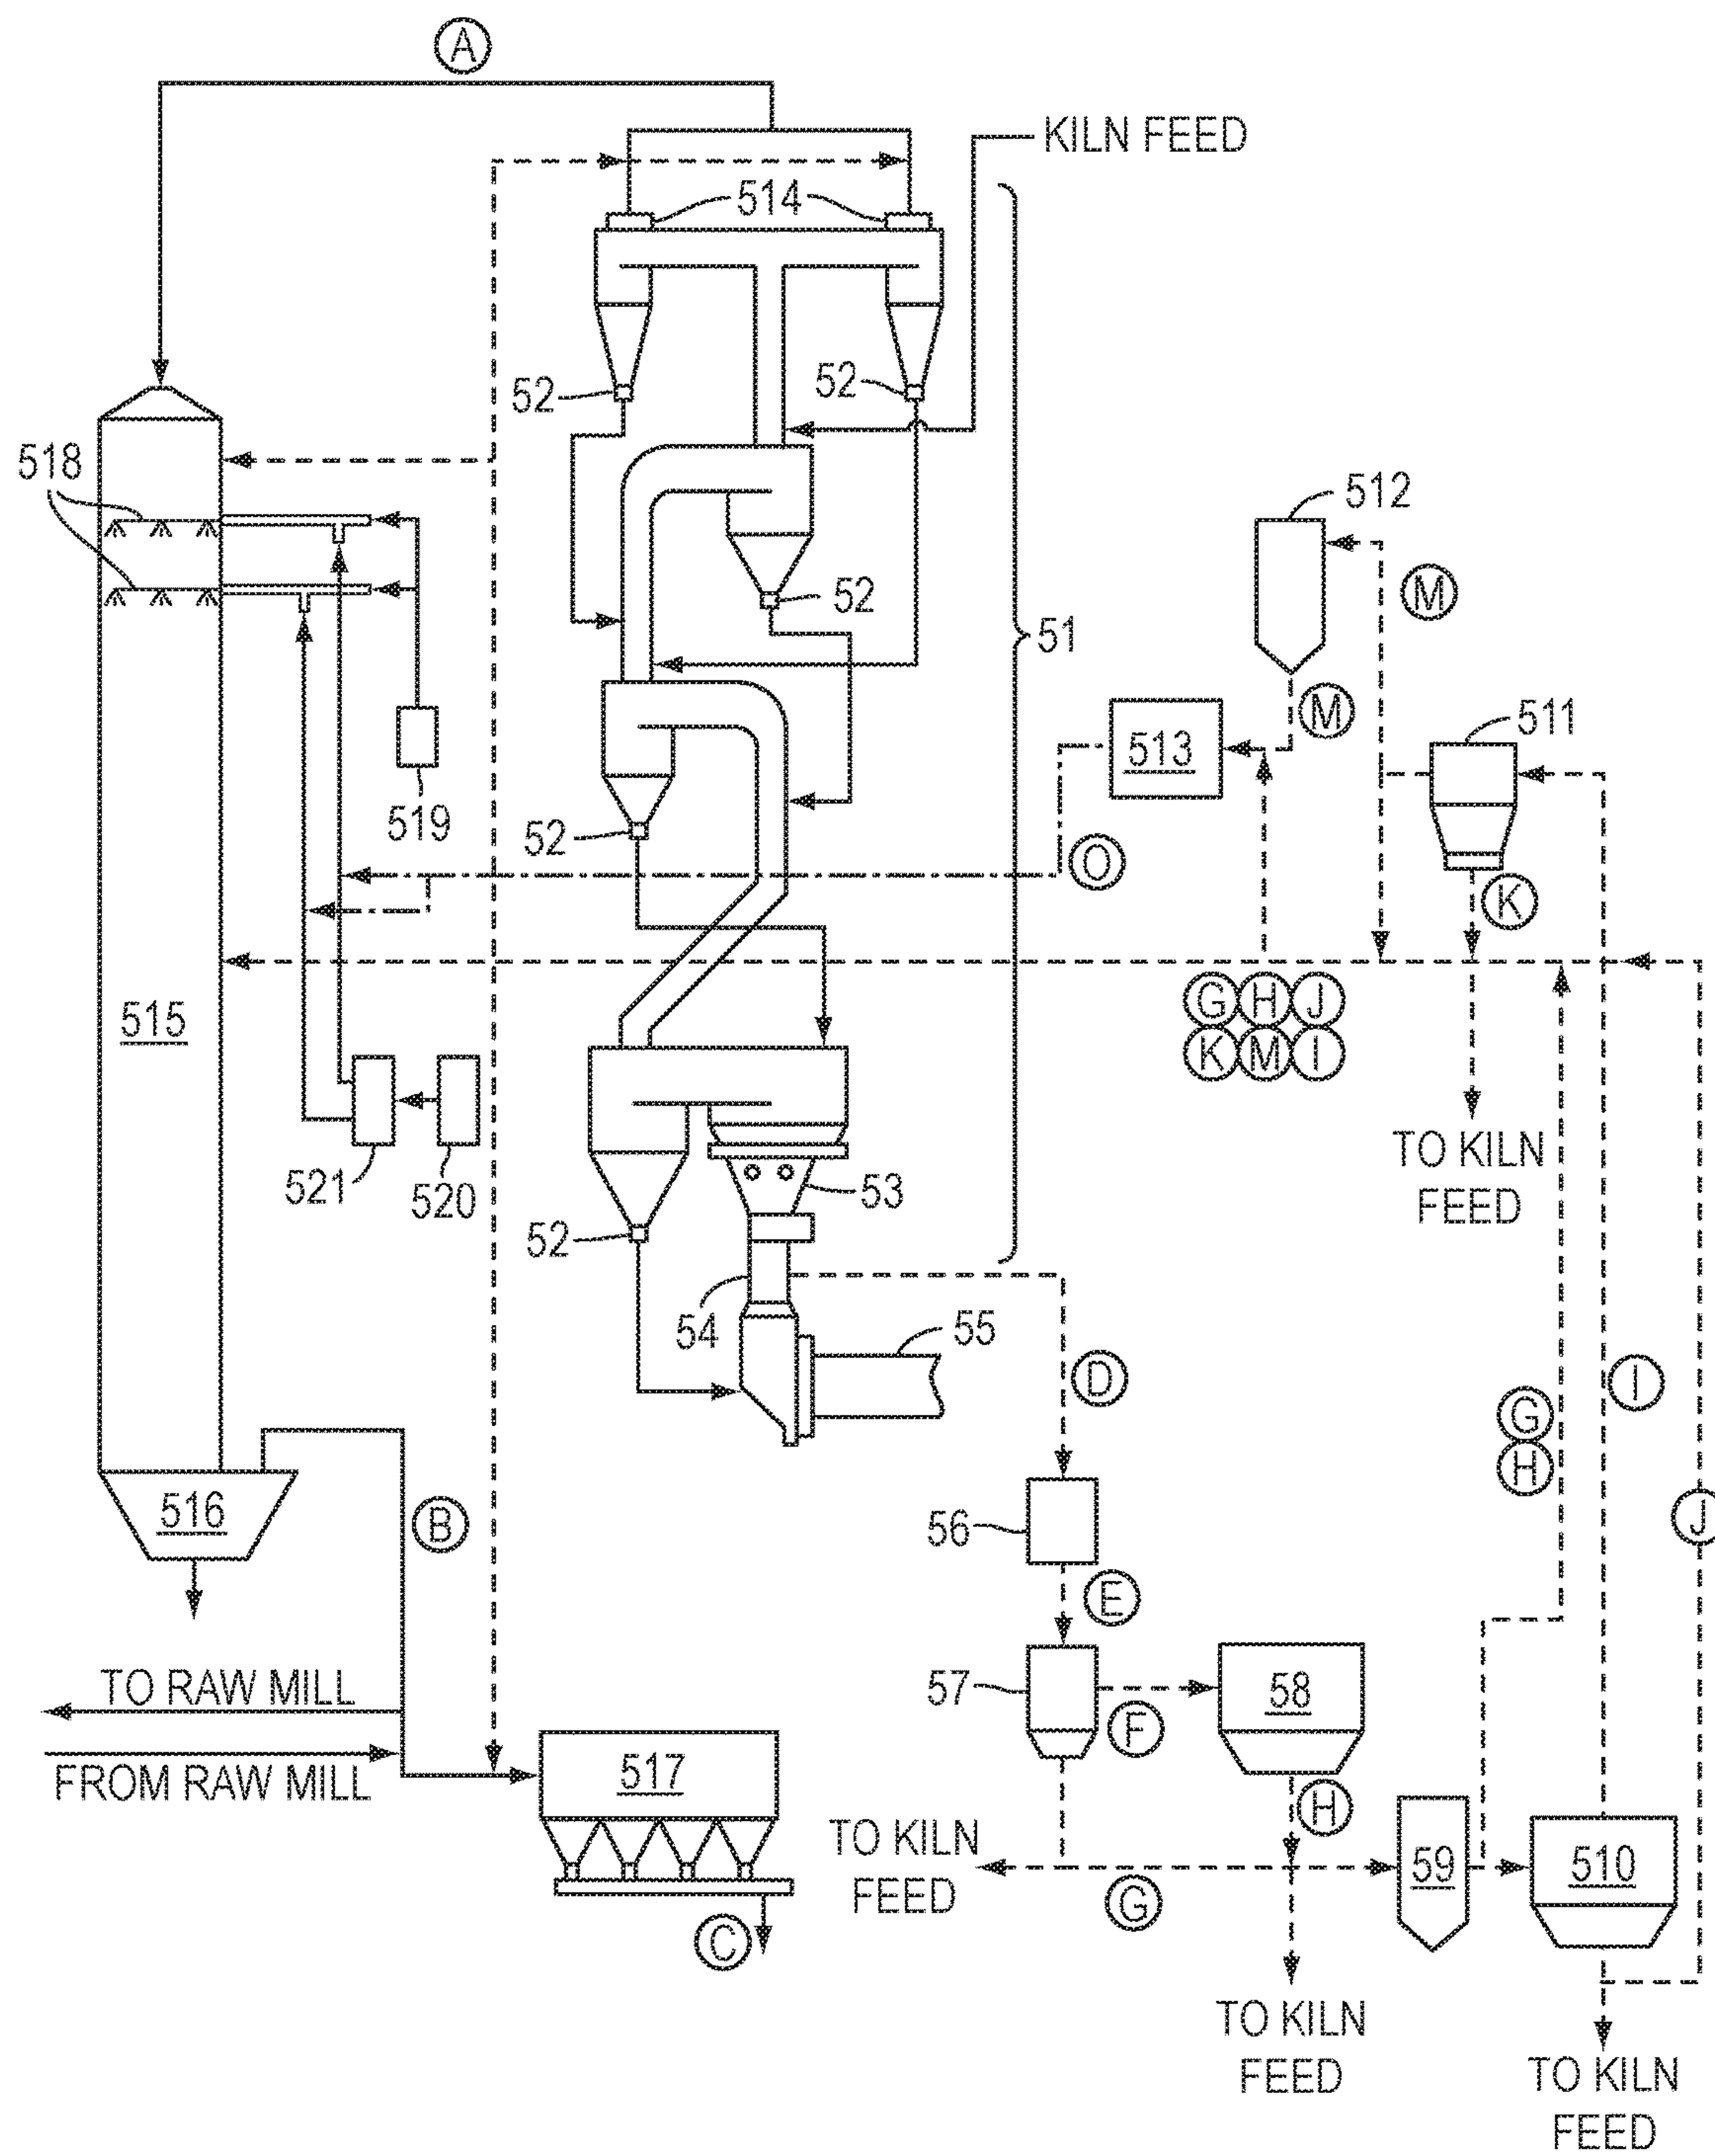 A
KILN FEED
514
52
52
518
512
52
M
51
M
511
513
519
52
O
K
515
G H J
K M I
TO KILN
FEED
53
521
520
52
54
55
D
I
G
H
516
B
56
J
E
TO RAW MILL
57
58
F
FROM RAW MILL
517
H
TO KILN
FEED
59
510
G
C
TO KILN
FEED
TO KILN
FEED